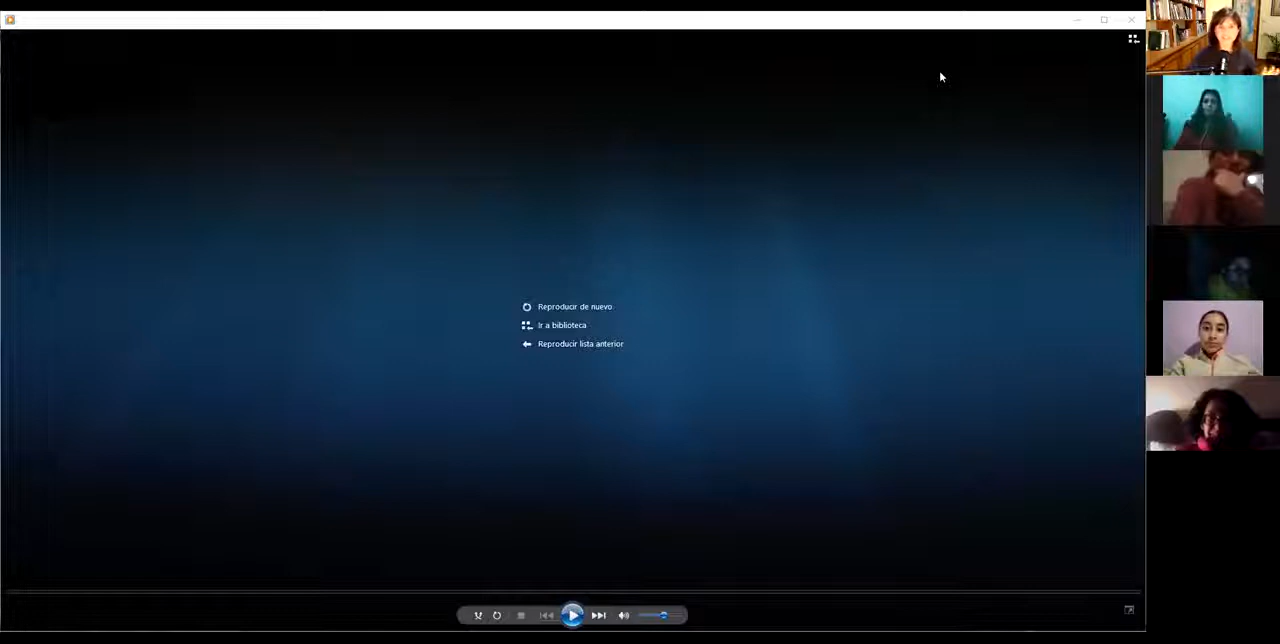 Reproducir de nuevo
Ir a biblioteca
Reproducir lista anterior